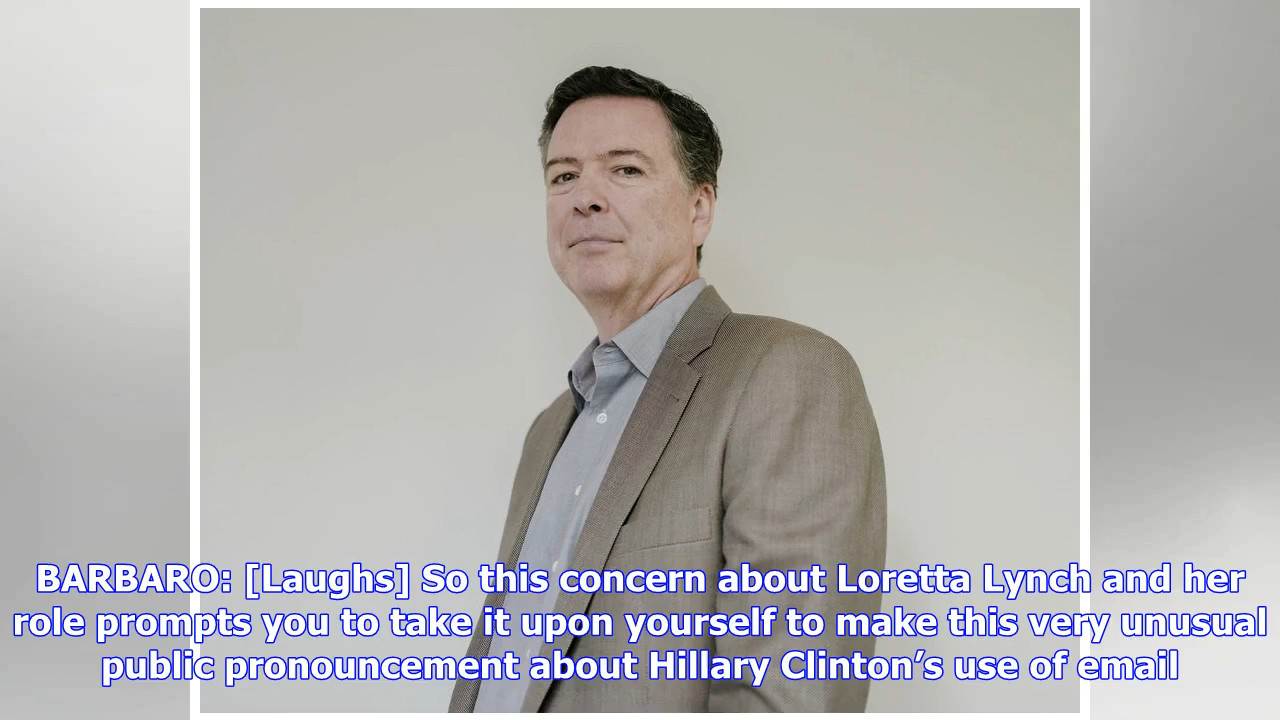 BARBARO: [Laughs] So this concern about Loretta Lynch and her
role prompts you to take it upon yourself to make this very unusual
public pronouncement about Hillary Clinton’s use of email